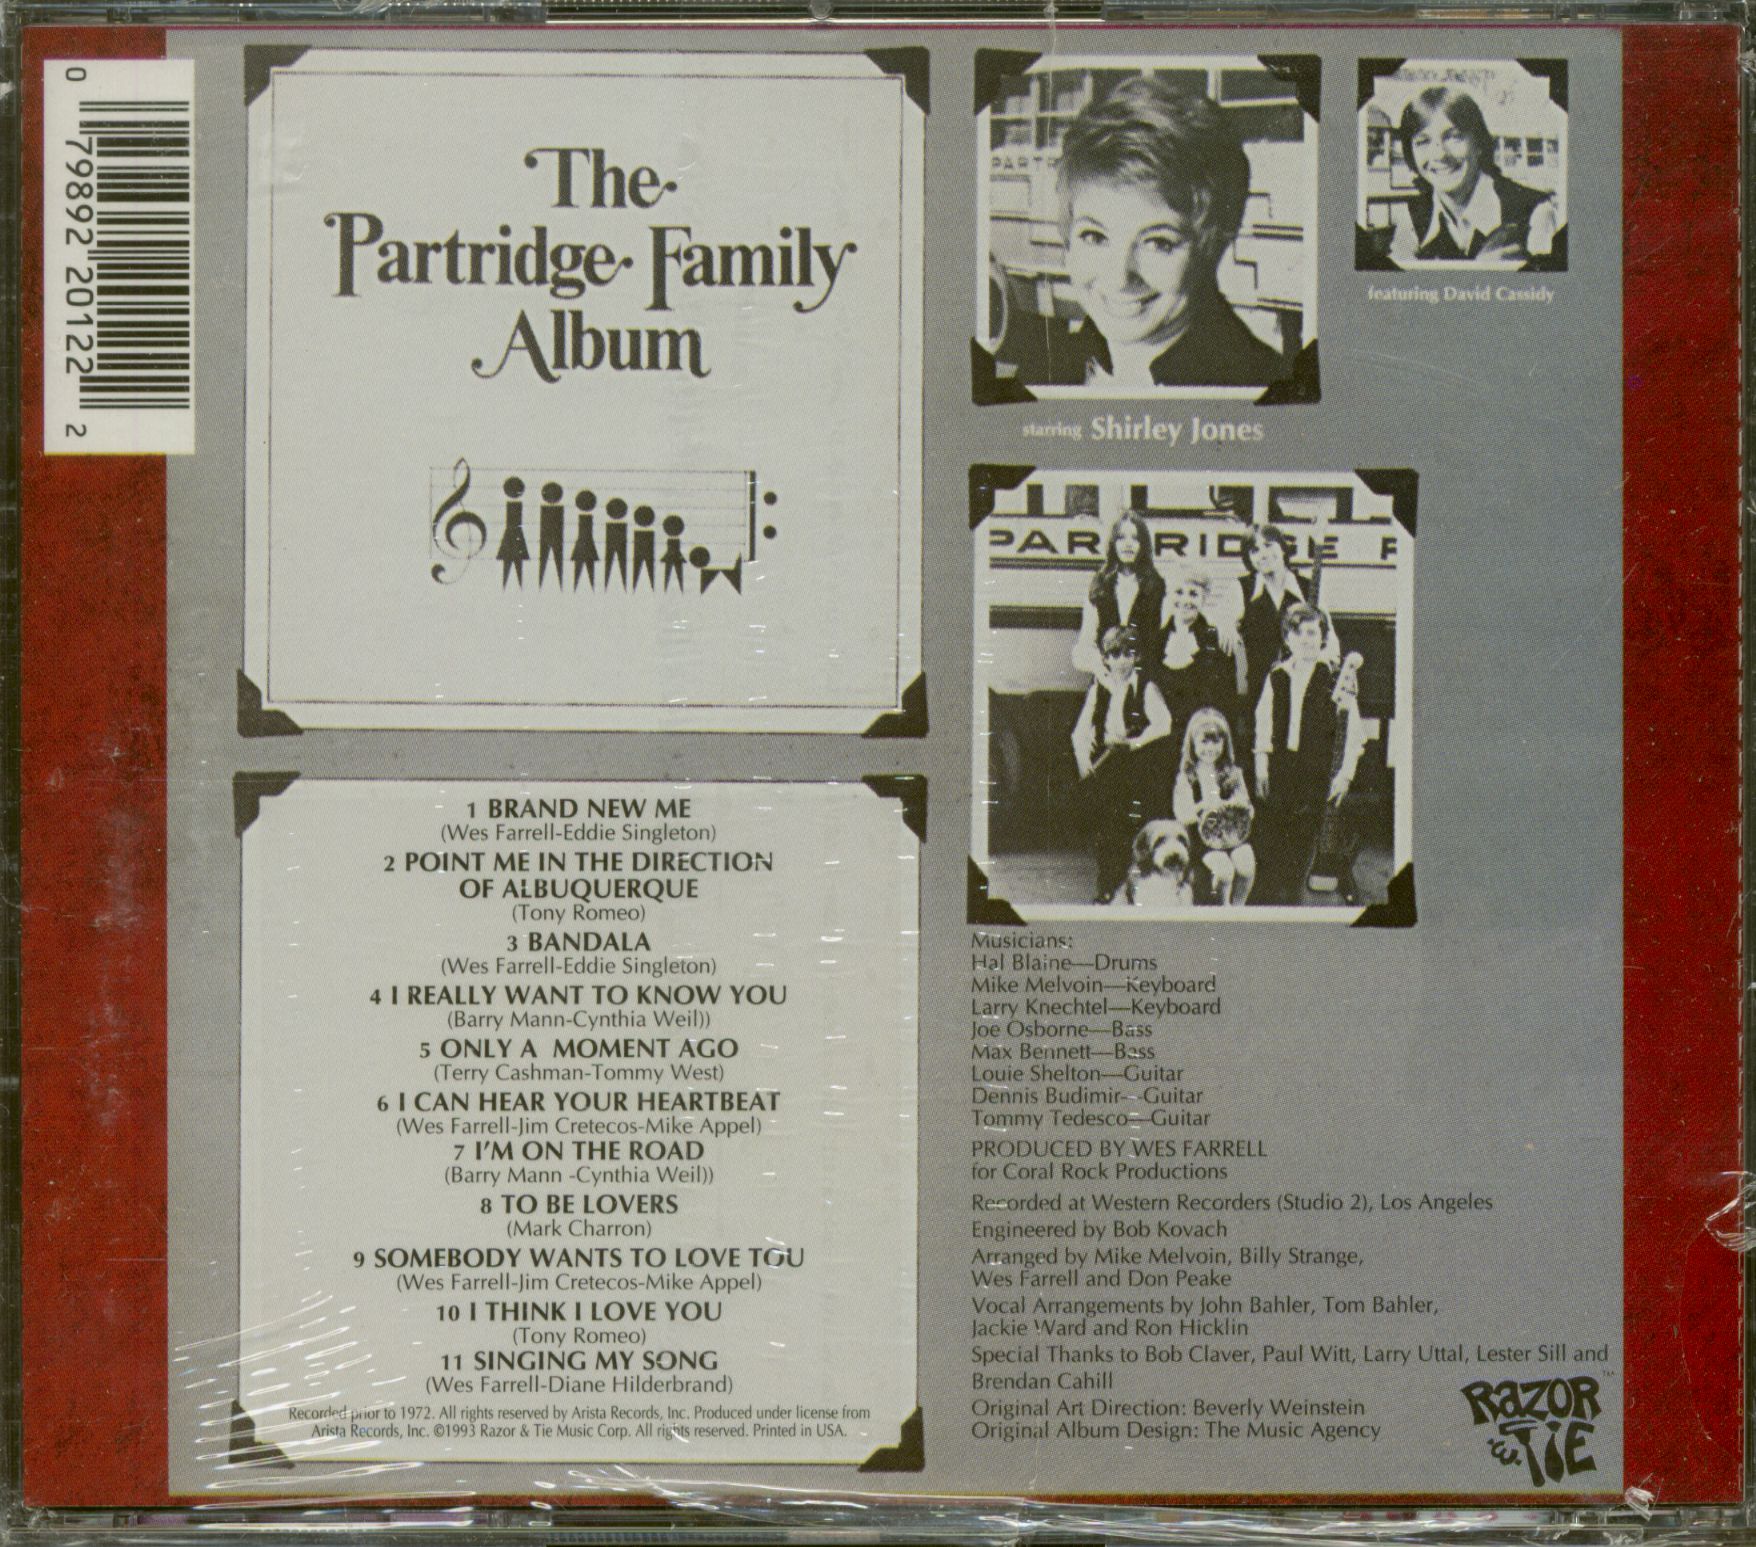 0 79892 20122 2
The
Partridge Family
Album
PART
starring Shirley Jones
featuring David Cassidy
PARTRIDGE F
1 BRAND NEW ME
(Wes Farrell-Eddie Singleton)
2 POINT ME IN THE DIRECTION
OF ALBUQUERQUE
(Tony Romeo)
3 BANDALA
(Wes Farrell-Eddie Singleton)
4 I REALLY WANT TO KNOW YOU
(Barry Mann-Cynthia Weil))
5 ONLY A MOMENT AGO
(Terry Cashman-Tommy West)
6 I CAN HEAR YOUR HEARTBEAT
(Wes Farrell-Jim Cretecos-Mike Appel)
7 I'M ON THE ROAD
(Barry Mann -Cynthia Weil))
8 TO BE LOVERS
(Mark Charron)
9 SOMEBODY WANTS TO LOVE TOU
(Wes Farrell-Jim Cretecos-Mike Appel)
10 I THINK I LOVE YOU
(Tony Romeo)
11 SINGING MY SONG
(Wes Farrell-Diane Hilderbrand)
Recorded prior to 1972. All rights reserved by Arista Records, Inc. Produced under license from
Arista Records, Inc. ©1993 Razor & Tie Music Corp. All rights reserved. Printed in USA.
Musicians:
Hal Blaine—Drums
Mike Melvoin—Keyboard
Larry Knechtel—Keyboard
Joe Osborne—Bass
Max Bennett—Bass
Louie Shelton—Guitar
Dennis Budimir—Guitar
Tommy Tedesco—Guitar
PRODUCED BY WES FARRELL
for Coral Rock Productions
Recorded at Western Recorders (Studio 2), Los Angeles
Engineered by Bob Kovach
Arranged by Mike Melvoin, Billy Strange,
Wes Farrell and Don Peake
Vocal Arrangements by John Bahler, Tom Bahler,
Jackie Ward and Ron Hicklin
Special Thanks to Bob Claver, Paul Witt, Larry Uttal, Lester Sill and
Brendan Cahill
Original Art Direction: Beverly Weinstein
Original Album Design: The Music Agency
RAZOR ™
& TIE